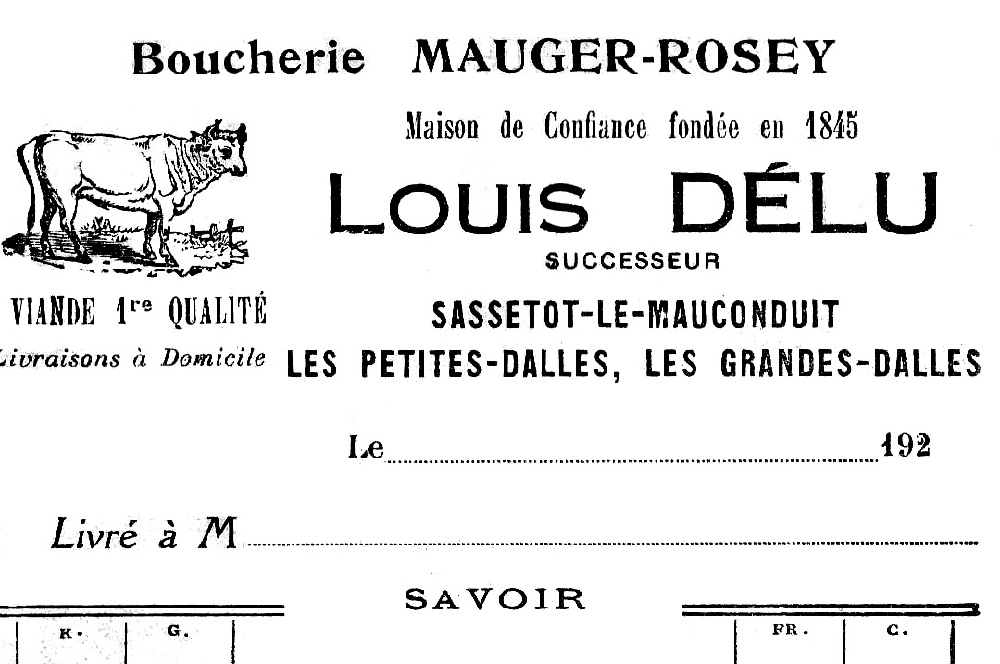 Boucherie MAUGER-ROSEY
Maison de Confiance fondée en 1845
LOUIS DÉLU
SUCCESSEUR
VIANDE 1re QUALITÉ
Livraisons à Domicile
SASSETOT-LE-MAUCONDUIT
LES PETITES-DALLES, LES GRANDES-DALLES
Le 192
Livré à M
SAVOIR
K. G. FR. C.